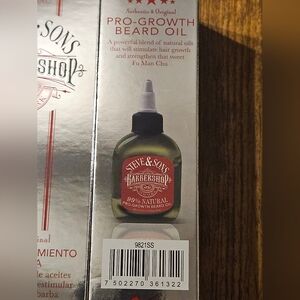 & SONS
BARBERSHOP
MIENTO
de aceites
estimular
barba
Authentic & Original
PRO-GROWTH
BEARD OIL
A powerful blend of natural oils
that will stimulate hair growth
and strengthen that sweet
Fu Man Chu
STEVE & SONS
BARBERSHOP
99% NATURAL
PRO-GROWTH BEARD OIL
9821SS
7 502270 361322